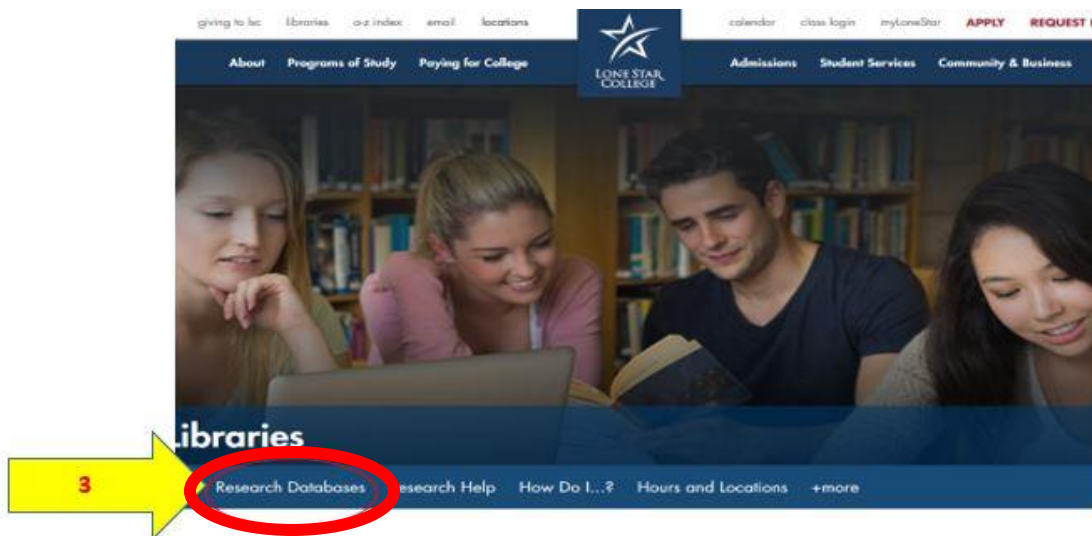 giving to lsc libraries a-z index email locations calendar class login myLoneStar APPLY REQUEST
About Programs of Study Paying for College LONE STAR COLLEGE Admissions Student Services Community & Business
ibraries
3 Research Databases esearch Help How Do I...? Hours and Locations +more